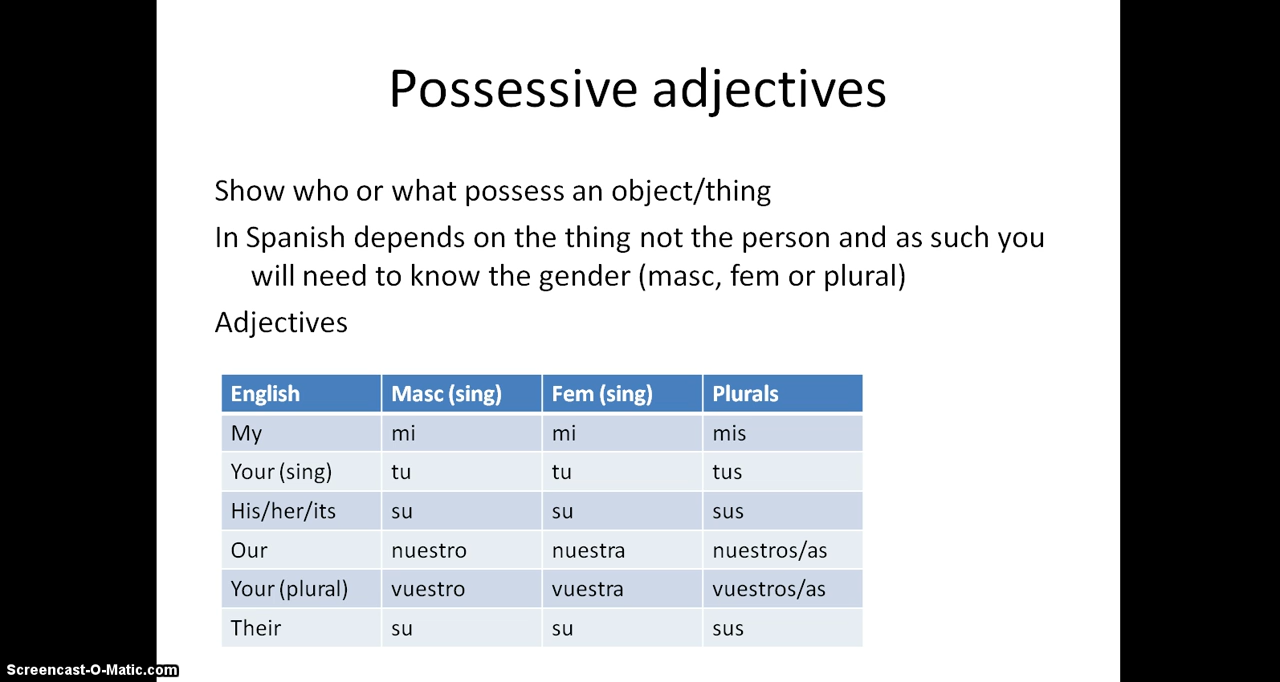 Possessive adjectives
Show who or what possess an object/thing
In Spanish depends on the thing not the person and as such you
will need to know the gender (masc, fem or plural)
Adjectives
English Masc (sing) Fem (sing) Plurals
My mi mi mis
Your (sing) tu tu tus
His/her/its su su sus
Our nuestro nuestra nuestros/as
Your (plural) vuestro vuestra vuestros/as
Their su su sus
Screencast-O-Matic.com